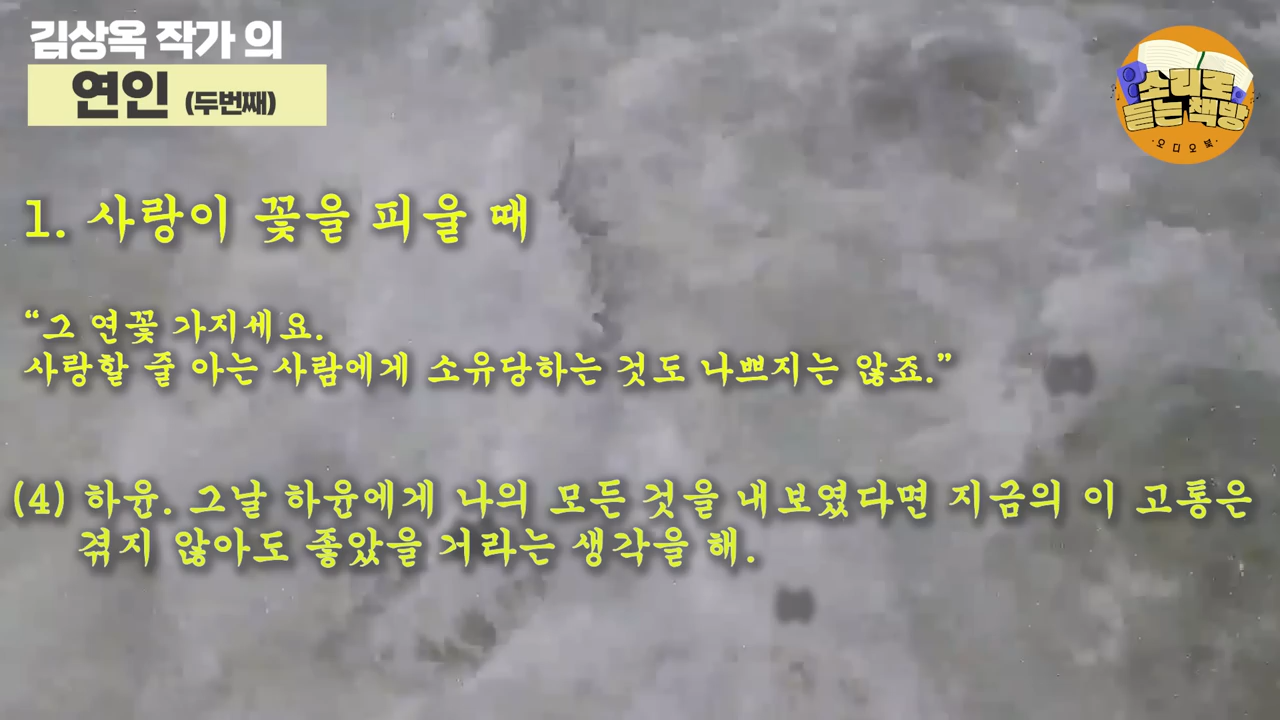 김상옥 작가 의
연인 (두번째)
소리로
듣는 책방
·오디오북·
1. 사랑이 꽃을 피울 때
“그 연꽃 가지세요.
사랑할 줄 아는 사람에게 소유당하는 것도 나쁘지는 않죠.”
(4) 하윤. 그날 하윤에게 나의 모든 것을 내보였다면 지금의 이 고통은
겪지 않아도 좋았을 거라는 생각을 해.